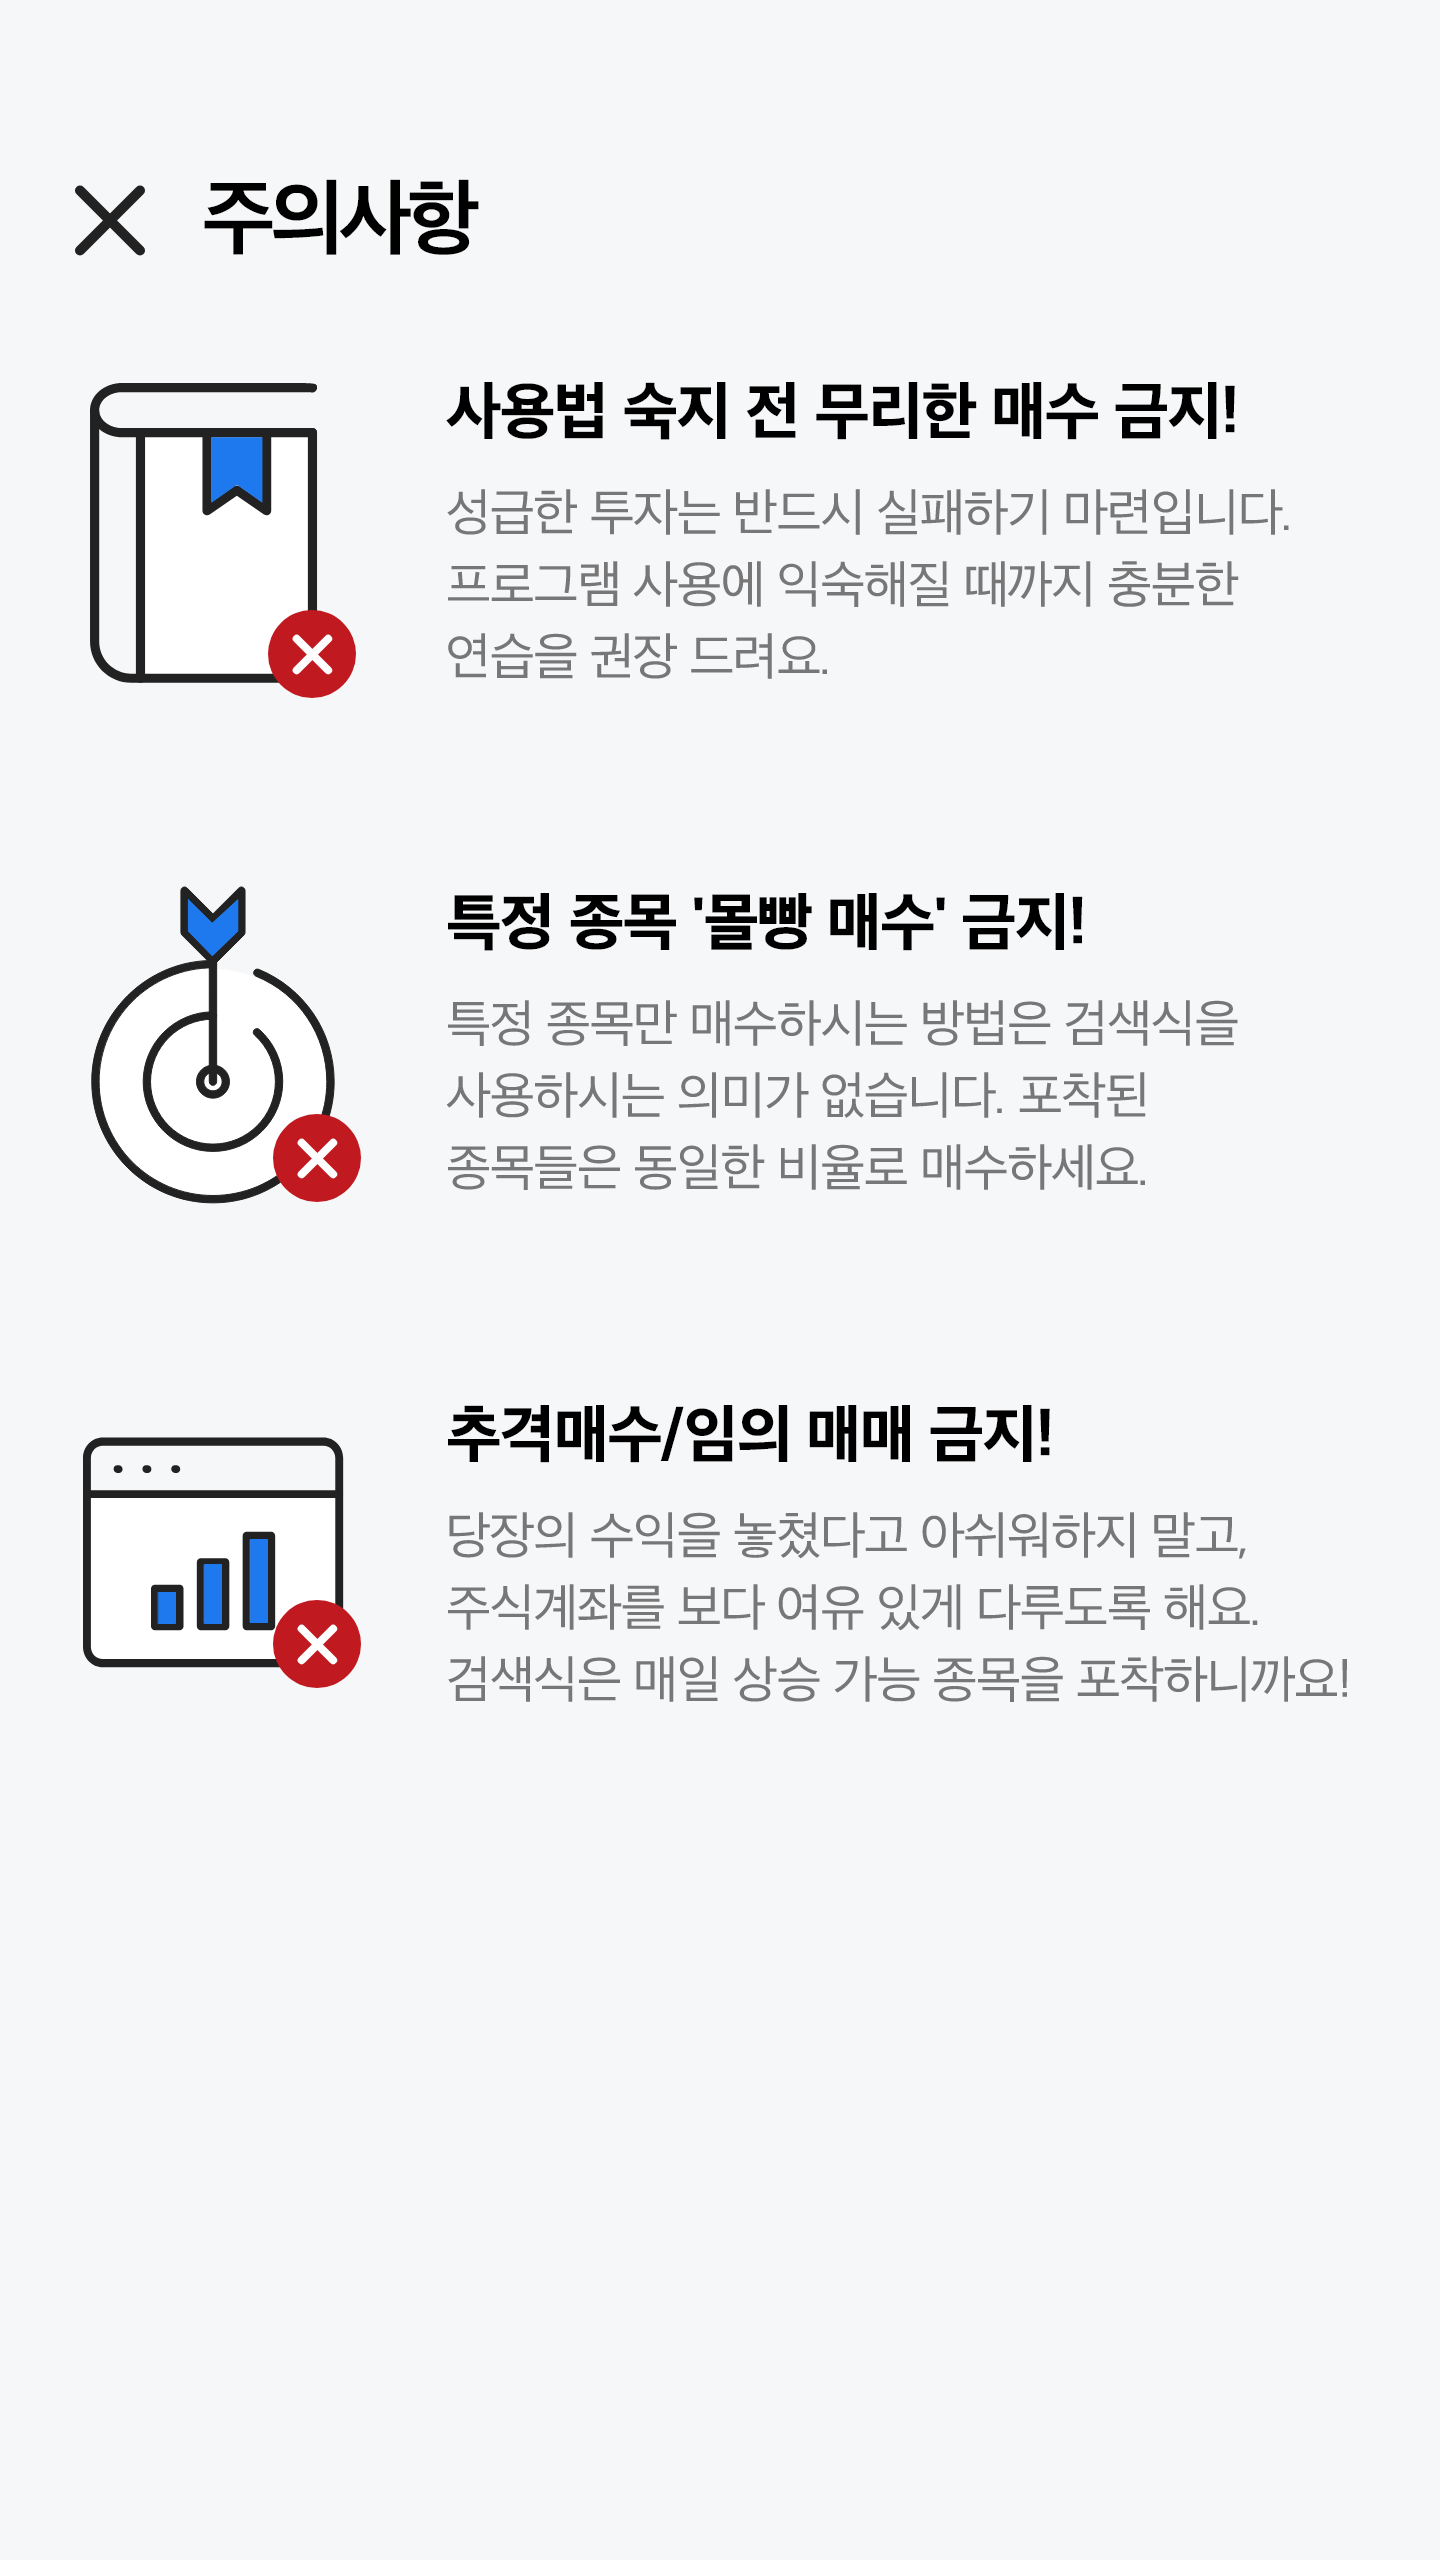 주의사항
사용법 숙지 전 무리한 매수 금지!
성급한 투자는 반드시 실패하기 마련입니다.
프로그램 사용에 익숙해질 때까지 충분한
연습을 권장 드려요.
특정 종목 '몰빵 매수' 금지!
특정 종목만 매수하시는 방법은 검색식을
사용하시는 의미가 없습니다. 포착된
종목들은 동일한 비율로 매수하세요.
추격매수/임의 매매 금지!
당장의 수익을 놓쳤다고 아쉬워하지 말고,
주식계좌를 보다 여유 있게 다루도록 해요.
검색식은 매일 상승 가능 종목을 포착하니까요!